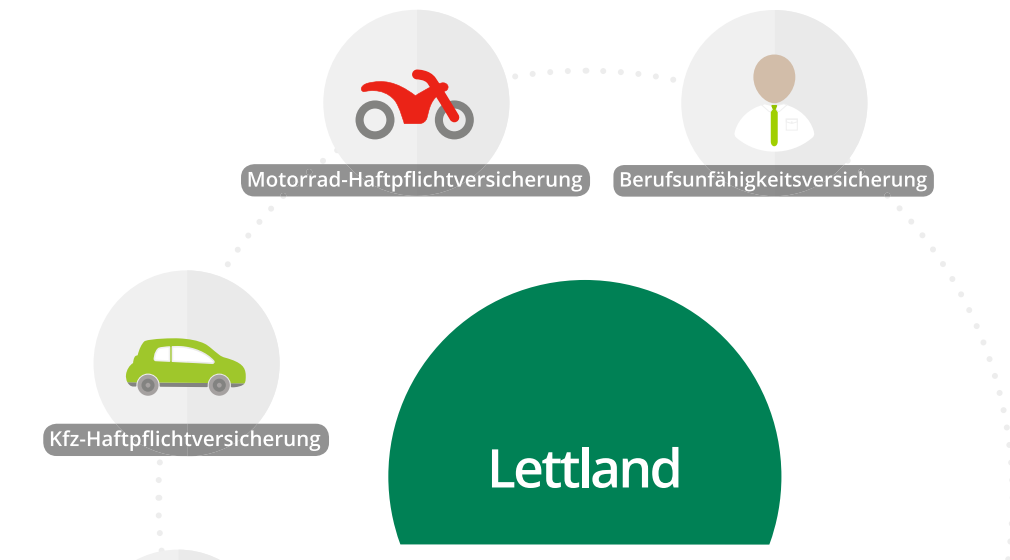 Motorrad-Haftpflichtversicherung
Berufsunfähigkeitsversicherung
Kfz-Haftpflichtversicherung
Lettland